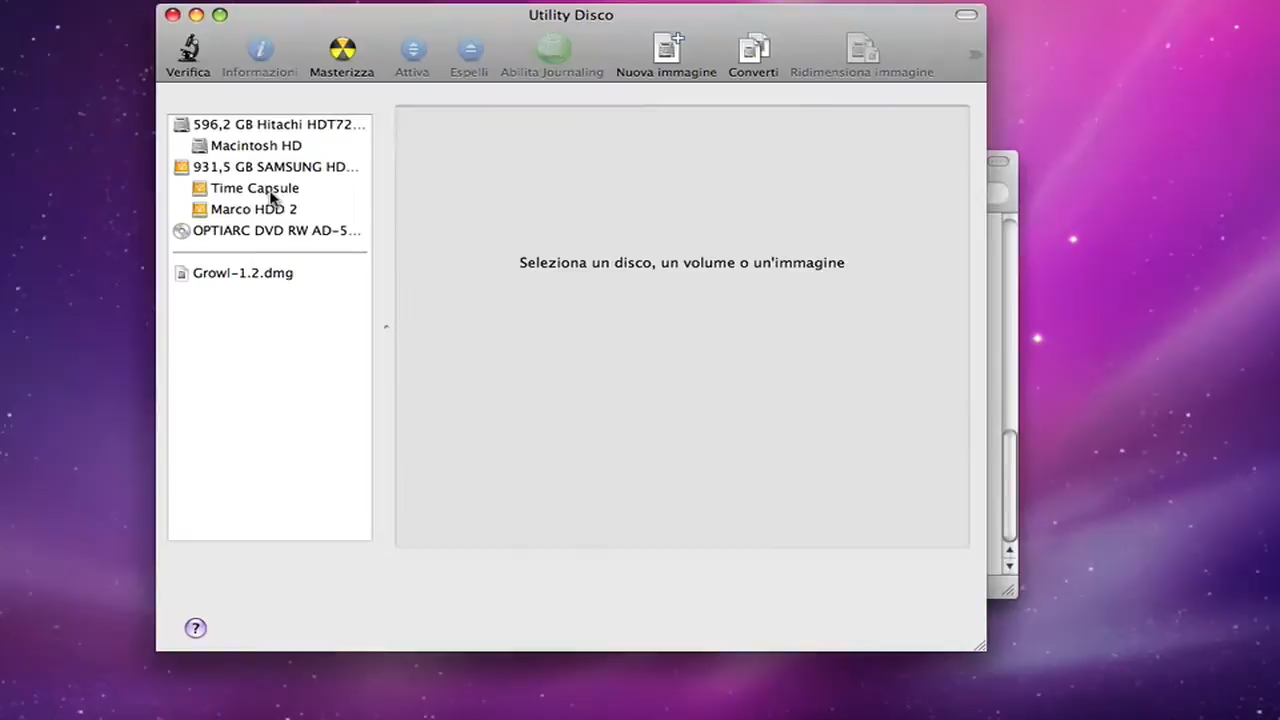 Utility Disco
Verifica Informazioni Masterizza Attiva Espelli Abilita Journaling Nuova immagine Converti Ridimensiona immagine
596,2 GB Hitachi HDT72...
Macintosh HD
931,5 GB SAMSUNG HD...
Time Capsule
Marco HDD 2
OPTIARC DVD RW AD-5...
Growl-1.2.dmg
Seleziona un disco, un volume o un'immagine
?